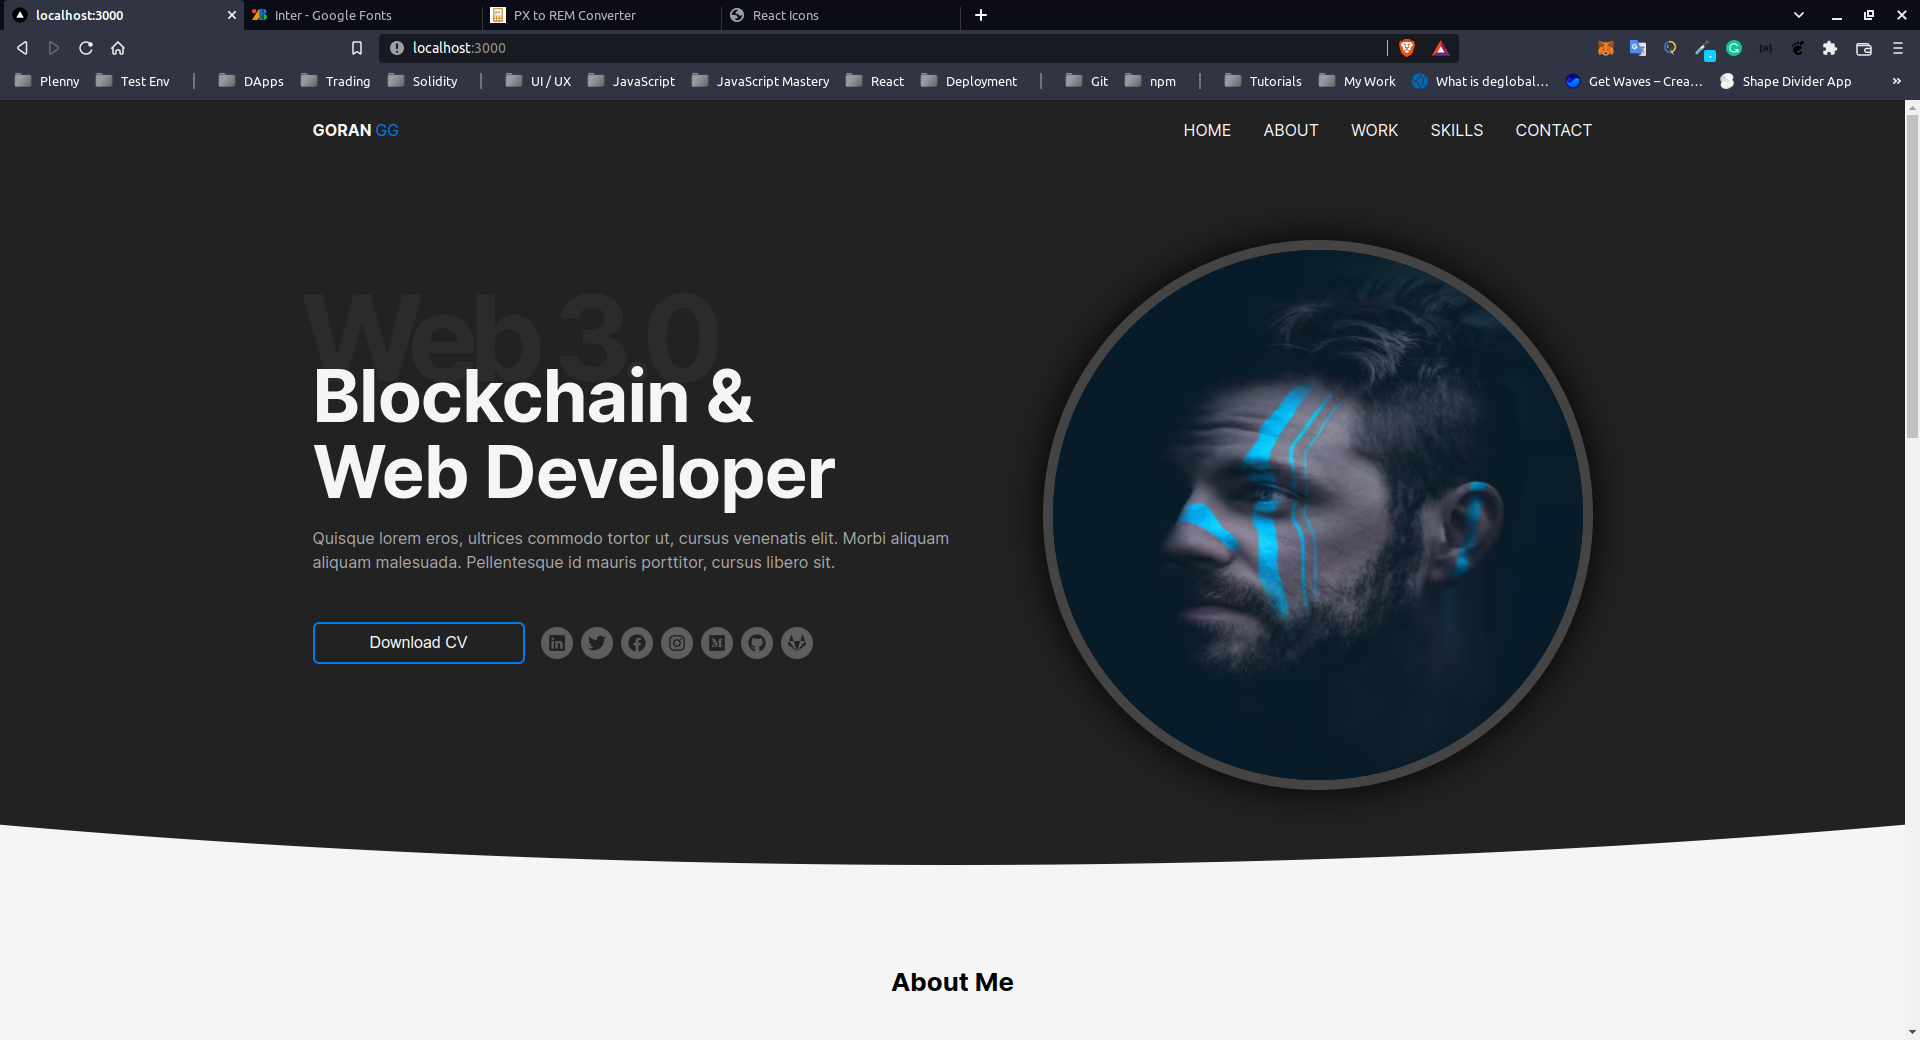 localhost:3000
Inter - Google Fonts
PX to REM Converter
React Icons
localhost:3000
Plenny
Test Env
DApps
Trading
Solidity
UI / UX
JavaScript
JavaScript Mastery
React
Deployment
Git
npm
Tutorials
My Work
What is deglobal...
Get Waves – Crea...
Shape Divider App
GORAN GG
HOME
ABOUT
WORK
SKILLS
CONTACT
Web 3.0
Blockchain &
Web Developer
Quisque lorem eros, ultrices commodo tortor ut, cursus venenatis elit. Morbi aliquam
aliquam malesuada. Pellentesque id mauris porttitor, cursus libero sit.
Download CV
About Me